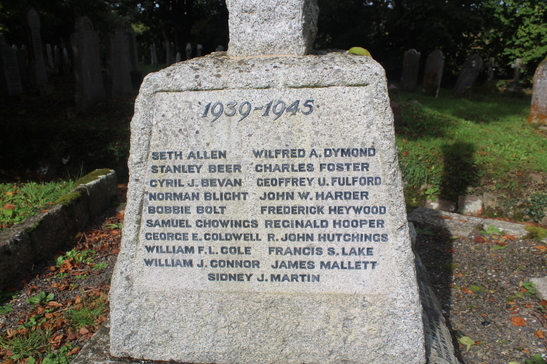 1939-1945
SETH ALLEN WILFRED A. DYMOND
STANLEY BEER CHARLES FOSTER
CYRIL J. BEVAN GEOFFREY U. FULFORD
NORMAN BLIGHT JOHN W. HARDER
BOBBIE BOLT FREDERICK HEYWOOD
SAMUEL CHOWINGS REGINALD HOOPER
GEORGE E. COLDWELL R. JOHN HUTCHINGS
WILLIAM F. L. COLE FRANCIS S. LAKE
WILLIAM J. CONNOR JAMES MALLETT
SIDNEY J. MARTIN